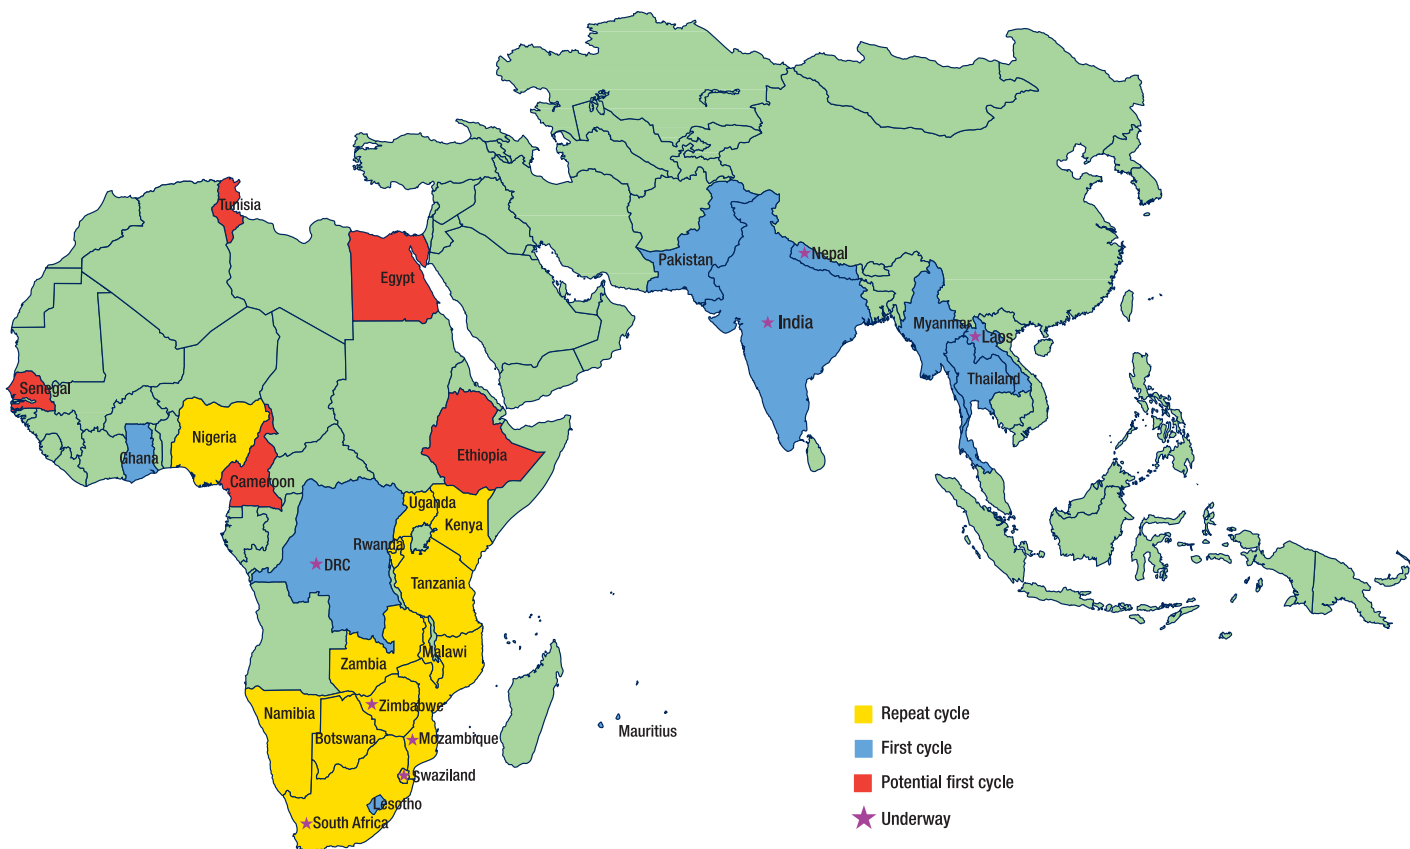 Tunisia
Egypt
Pakistan
Nepal
India
Myanmar
Laos
Thailand
Senegal
Nigeria
Ghana
Cameroon
Ethiopia
Uganda
Kenya
Rwanda
DRC
Tanzania
Malawi
Zambia
Zimbabwe
Namibia
Botswana
Mozambique
Mauritius
Swaziland
Lesotho
South Africa
Repeat cycle
First cycle
Potential first cycle
Underway